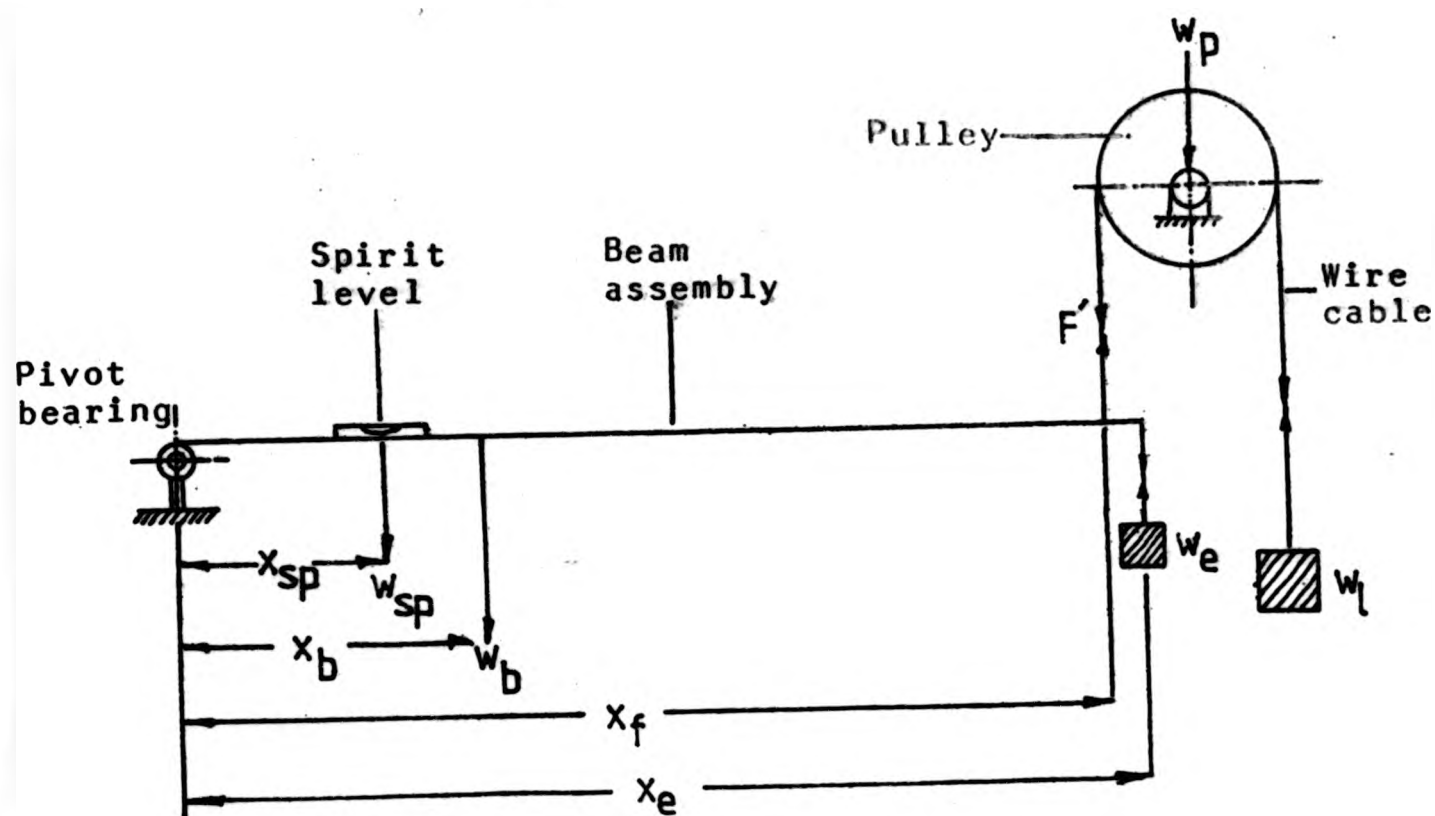 Wp
Pulley
Spirit
level
Beam
assembly
Wire
cable
F′
Pivot
bearing
We
Wl
Xsp
Wsp
Xb
Wb
Xf
Xe